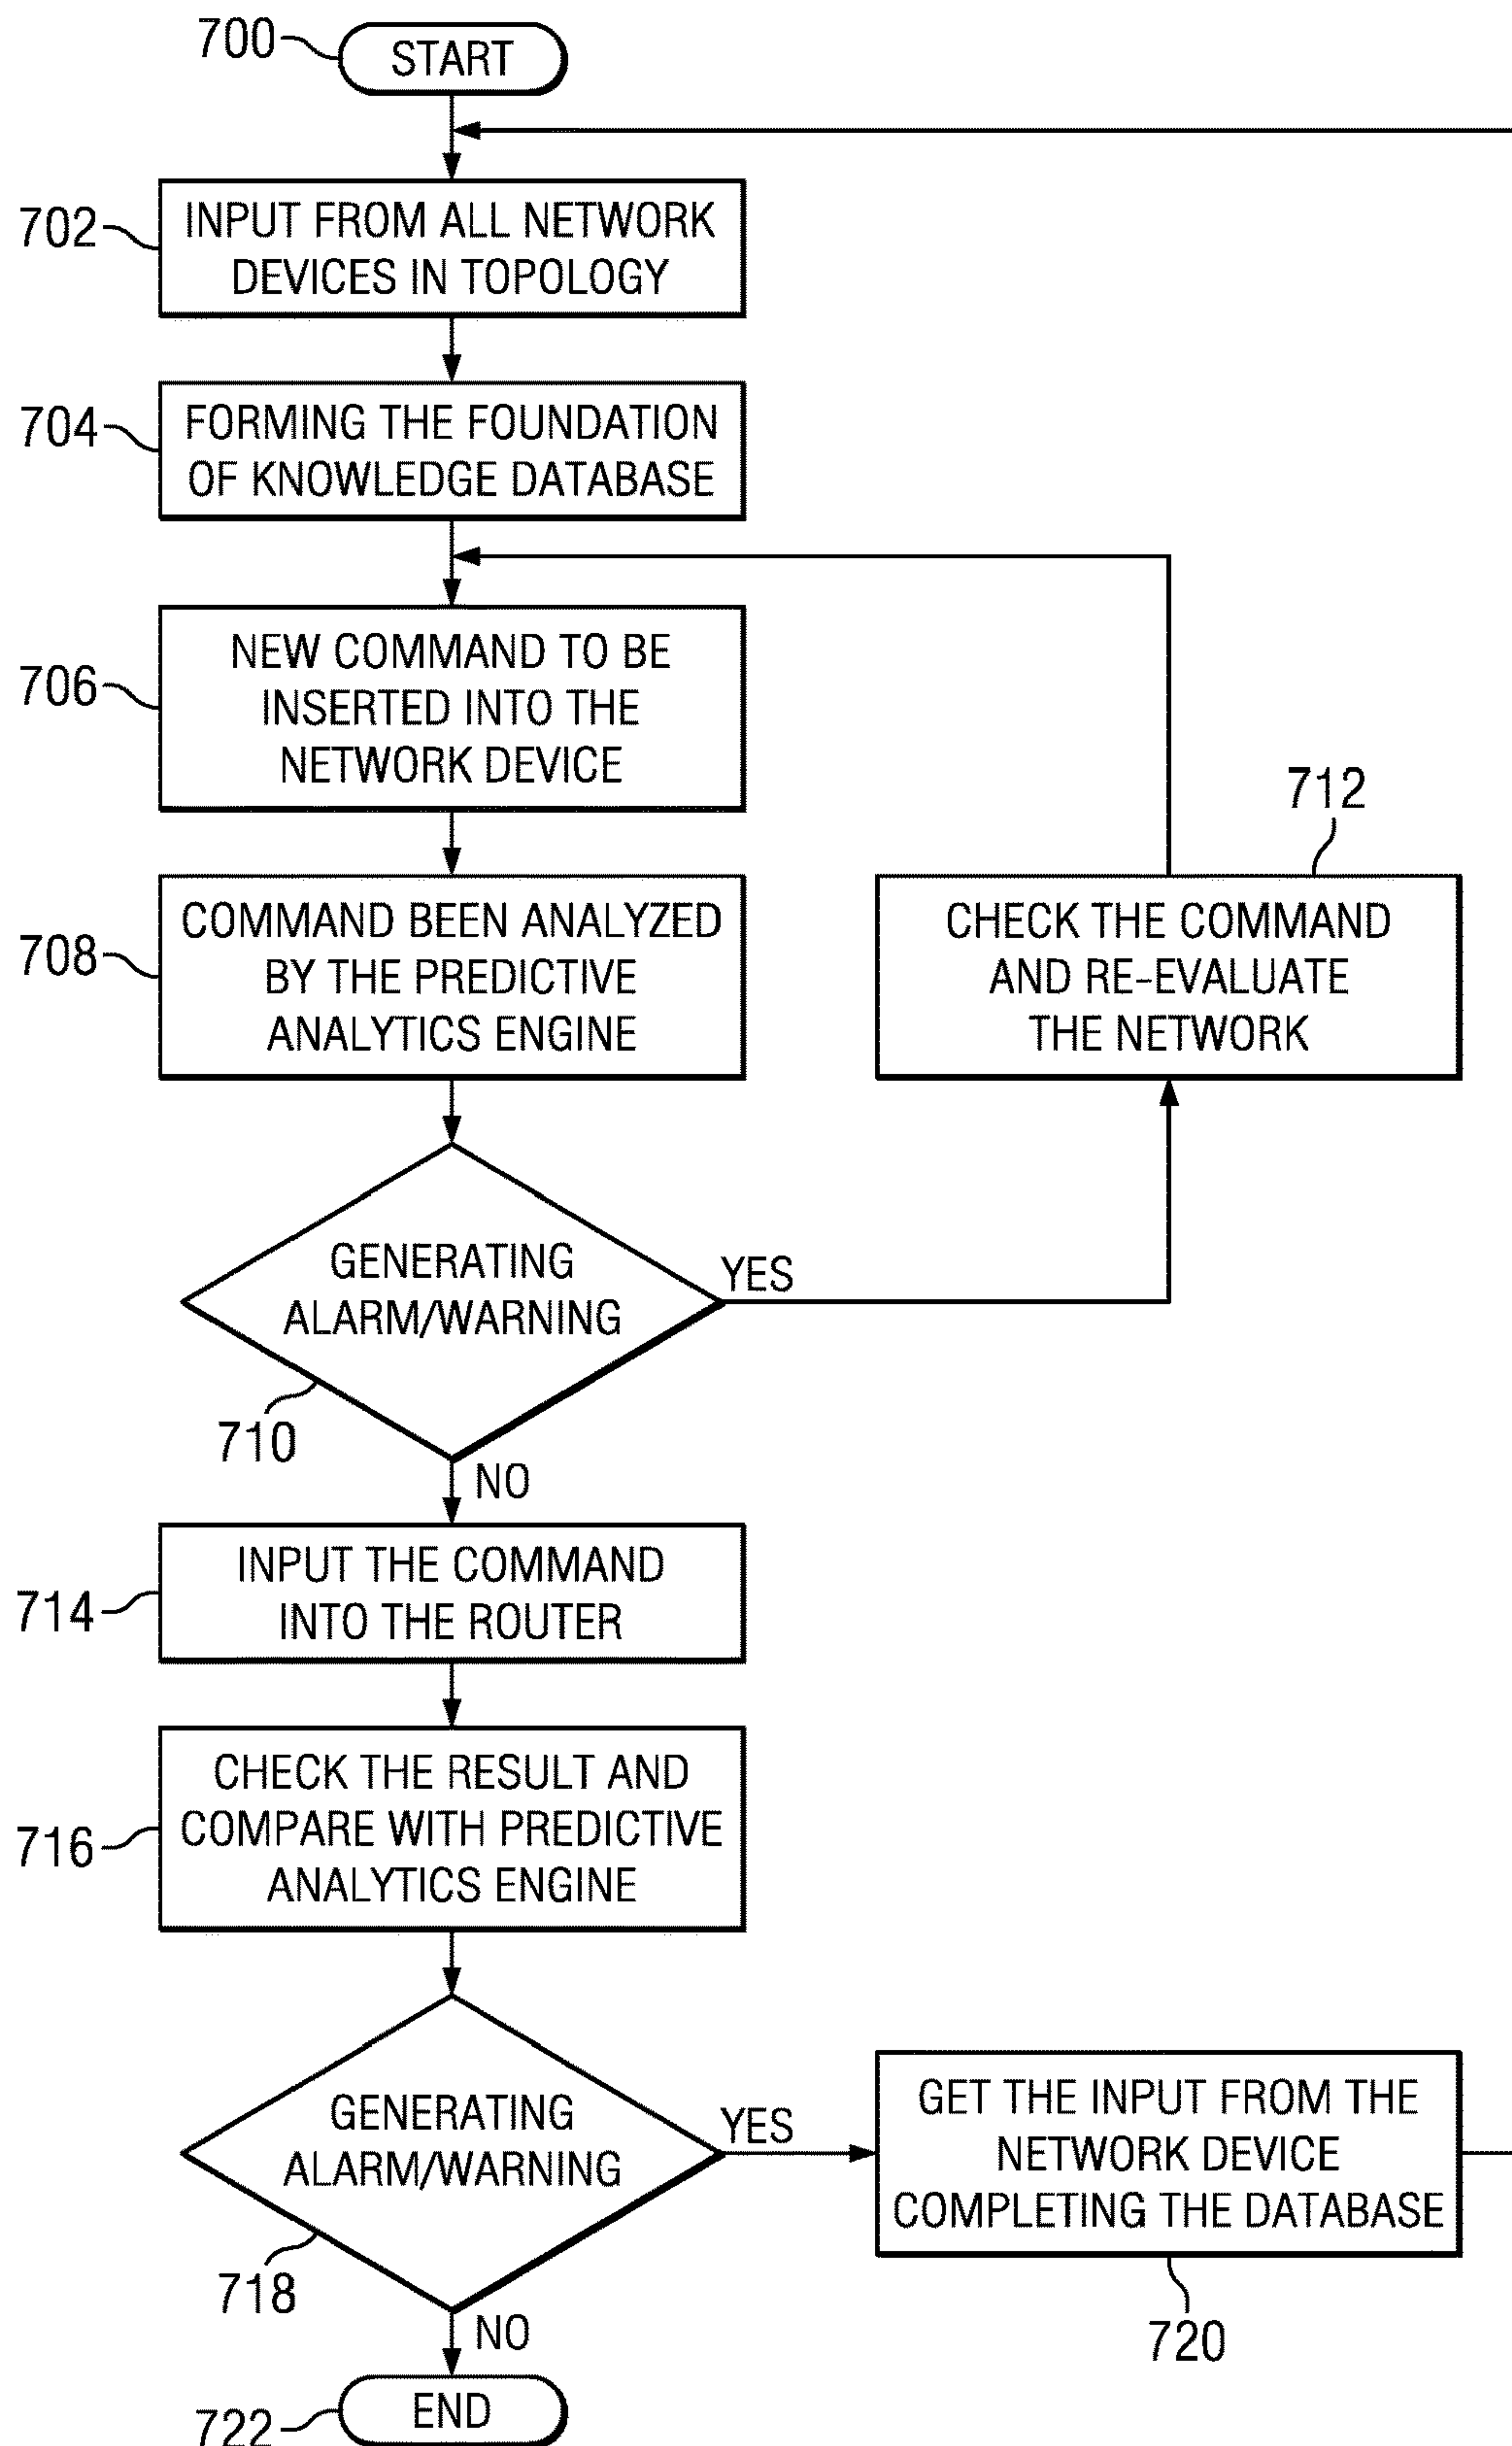 700
START
702
INPUT FROM ALL NETWORK
DEVICES IN TOPOLOGY
704
FORMING THE FOUNDATION
OF KNOWLEDGE DATABASE
706
NEW COMMAND TO BE
INSERTED INTO THE
NETWORK DEVICE
708
COMMAND BEEN ANALYZED
BY THE PREDICTIVE
ANALYTICS ENGINE
712
CHECK THE COMMAND
AND RE-EVALUATE
THE NETWORK
GENERATING
ALARM/WARNING
YES
710
NO
714
INPUT THE COMMAND
INTO THE ROUTER
716
CHECK THE RESULT AND
COMPARE WITH PREDICTIVE
ANALYTICS ENGINE
GENERATING
ALARM/WARNING
YES
718
NO
GET THE INPUT FROM THE
NETWORK DEVICE
COMPLETING THE DATABASE
720
722
END